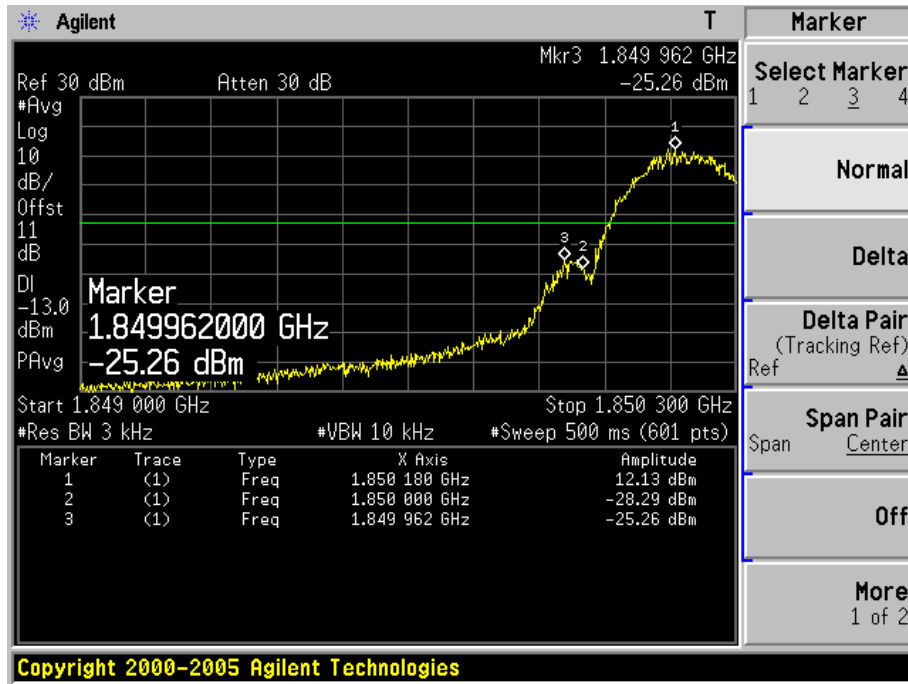 Agilent T Marker
Mkr3 1.849 962 GHz
Ref 30 dBm Atten 30 dB -25.26 dBm
#Avg
Log
10
dB/
Offst
11
dB
DI
-13.0
dBm
PAvg
1
3
2
Marker
1.849962000 GHz
-25.26 dBm
Start 1.849 000 GHz Stop 1.850 300 GHz
#Res BW 3 kHz #VBW 10 kHz #Sweep 500 ms (601 pts)
Marker Trace Type X Axis Amplitude
1 (1) Freq 1.850 180 GHz 12.13 dBm
2 (1) Freq 1.850 000 GHz -28.29 dBm
3 (1) Freq 1.849 962 GHz -25.26 dBm
Select Marker
1 2 3 4
Normal
Delta
Delta Pair
(Tracking Ref)
Ref Δ
Span Pair
Span Center
Off
More
1 of 2
Copyright 2000-2005 Agilent Technologies